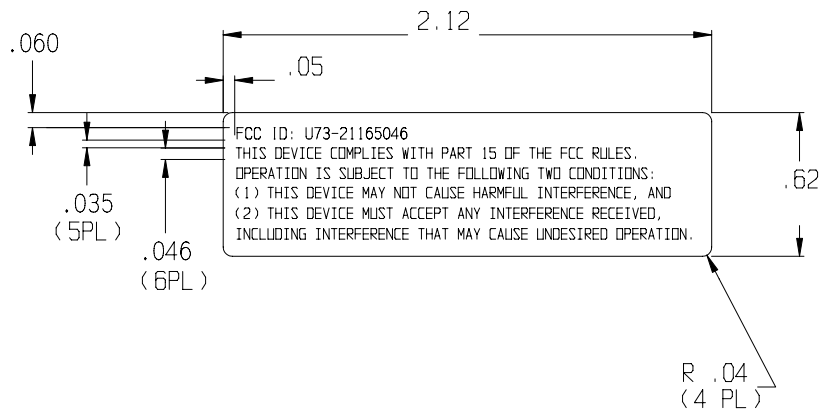 2.12
.060
.05
FCC ID: U73-21165046
THIS DEVICE COMPLIES WITH PART 15 OF THE FCC RULES.
OPERATION IS SUBJECT TO THE FOLLOWING TWO CONDITIONS:
(1) THIS DEVICE MAY NOT CAUSE HARMFUL INTERFERENCE, AND
(2) THIS DEVICE MUST ACCEPT ANY INTERFERENCE RECEIVED,
INCLUDING INTERFERENCE THAT MAY CAUSE UNDESIRED OPERATION.
.62
.035
(5PL)
.046
(6PL)
R .04
(4 PL)